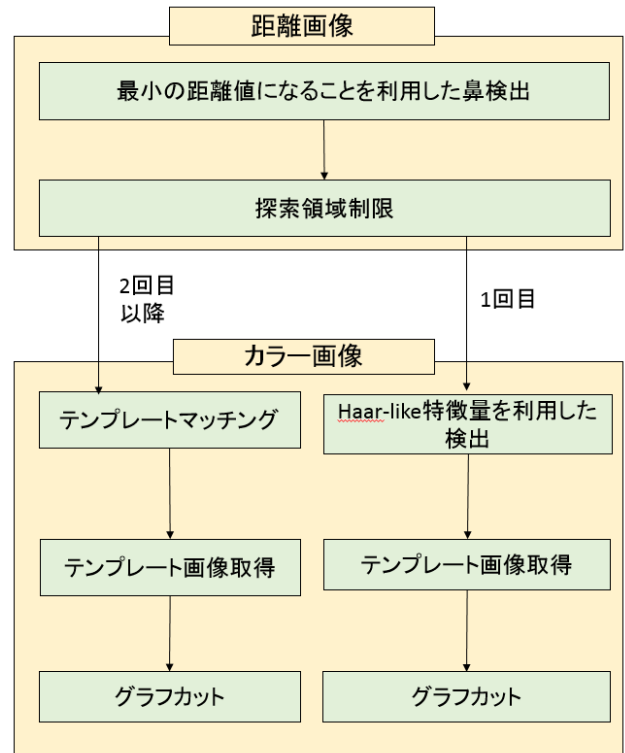 距離画像
最小の距離値になることを利用した鼻検出
探索領域制限
2回目
以降
1回目
カラー画像
テンプレートマッチング
Haar-like特徴量を利用した
検出
テンプレート画像取得
テンプレート画像取得
グラフカット
グラフカット